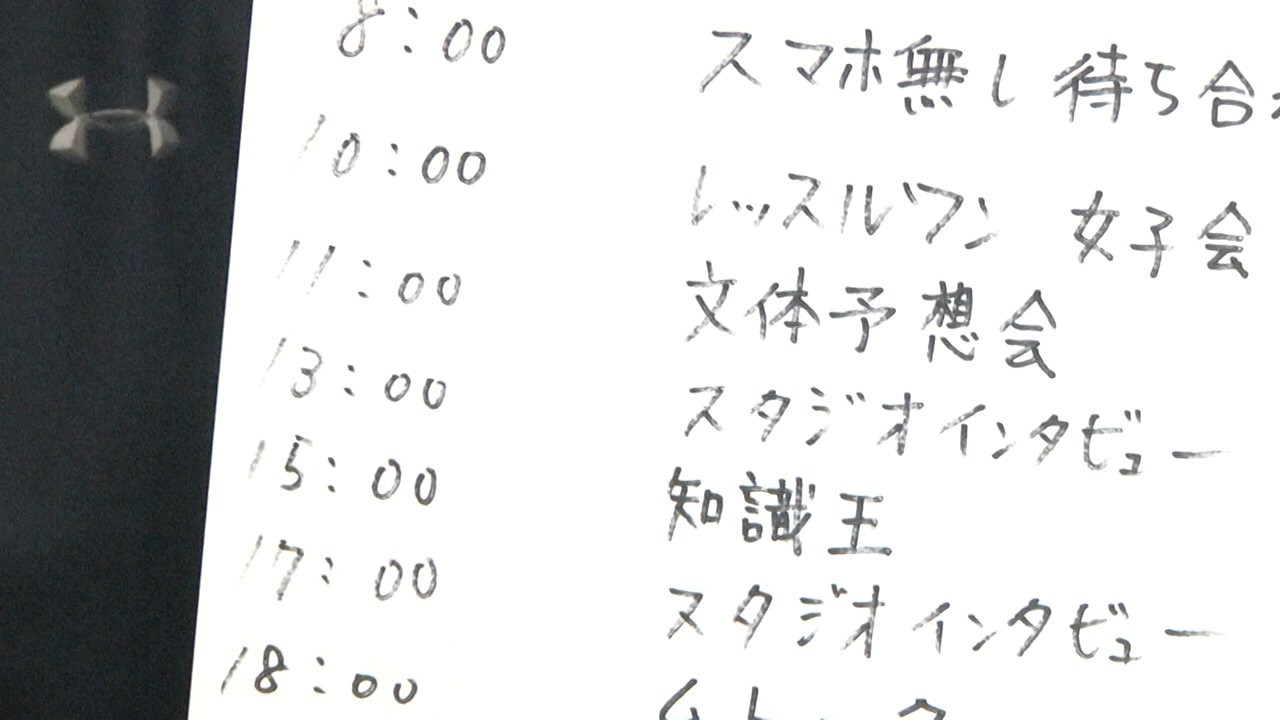 8:00 スマホ無し待ち合
10:00 レッスルワン 女子会
11:00 文体予想会
13:00 スタジオインタビュー
15:00 知識王
17:00 スタジオインタビュー
18:00